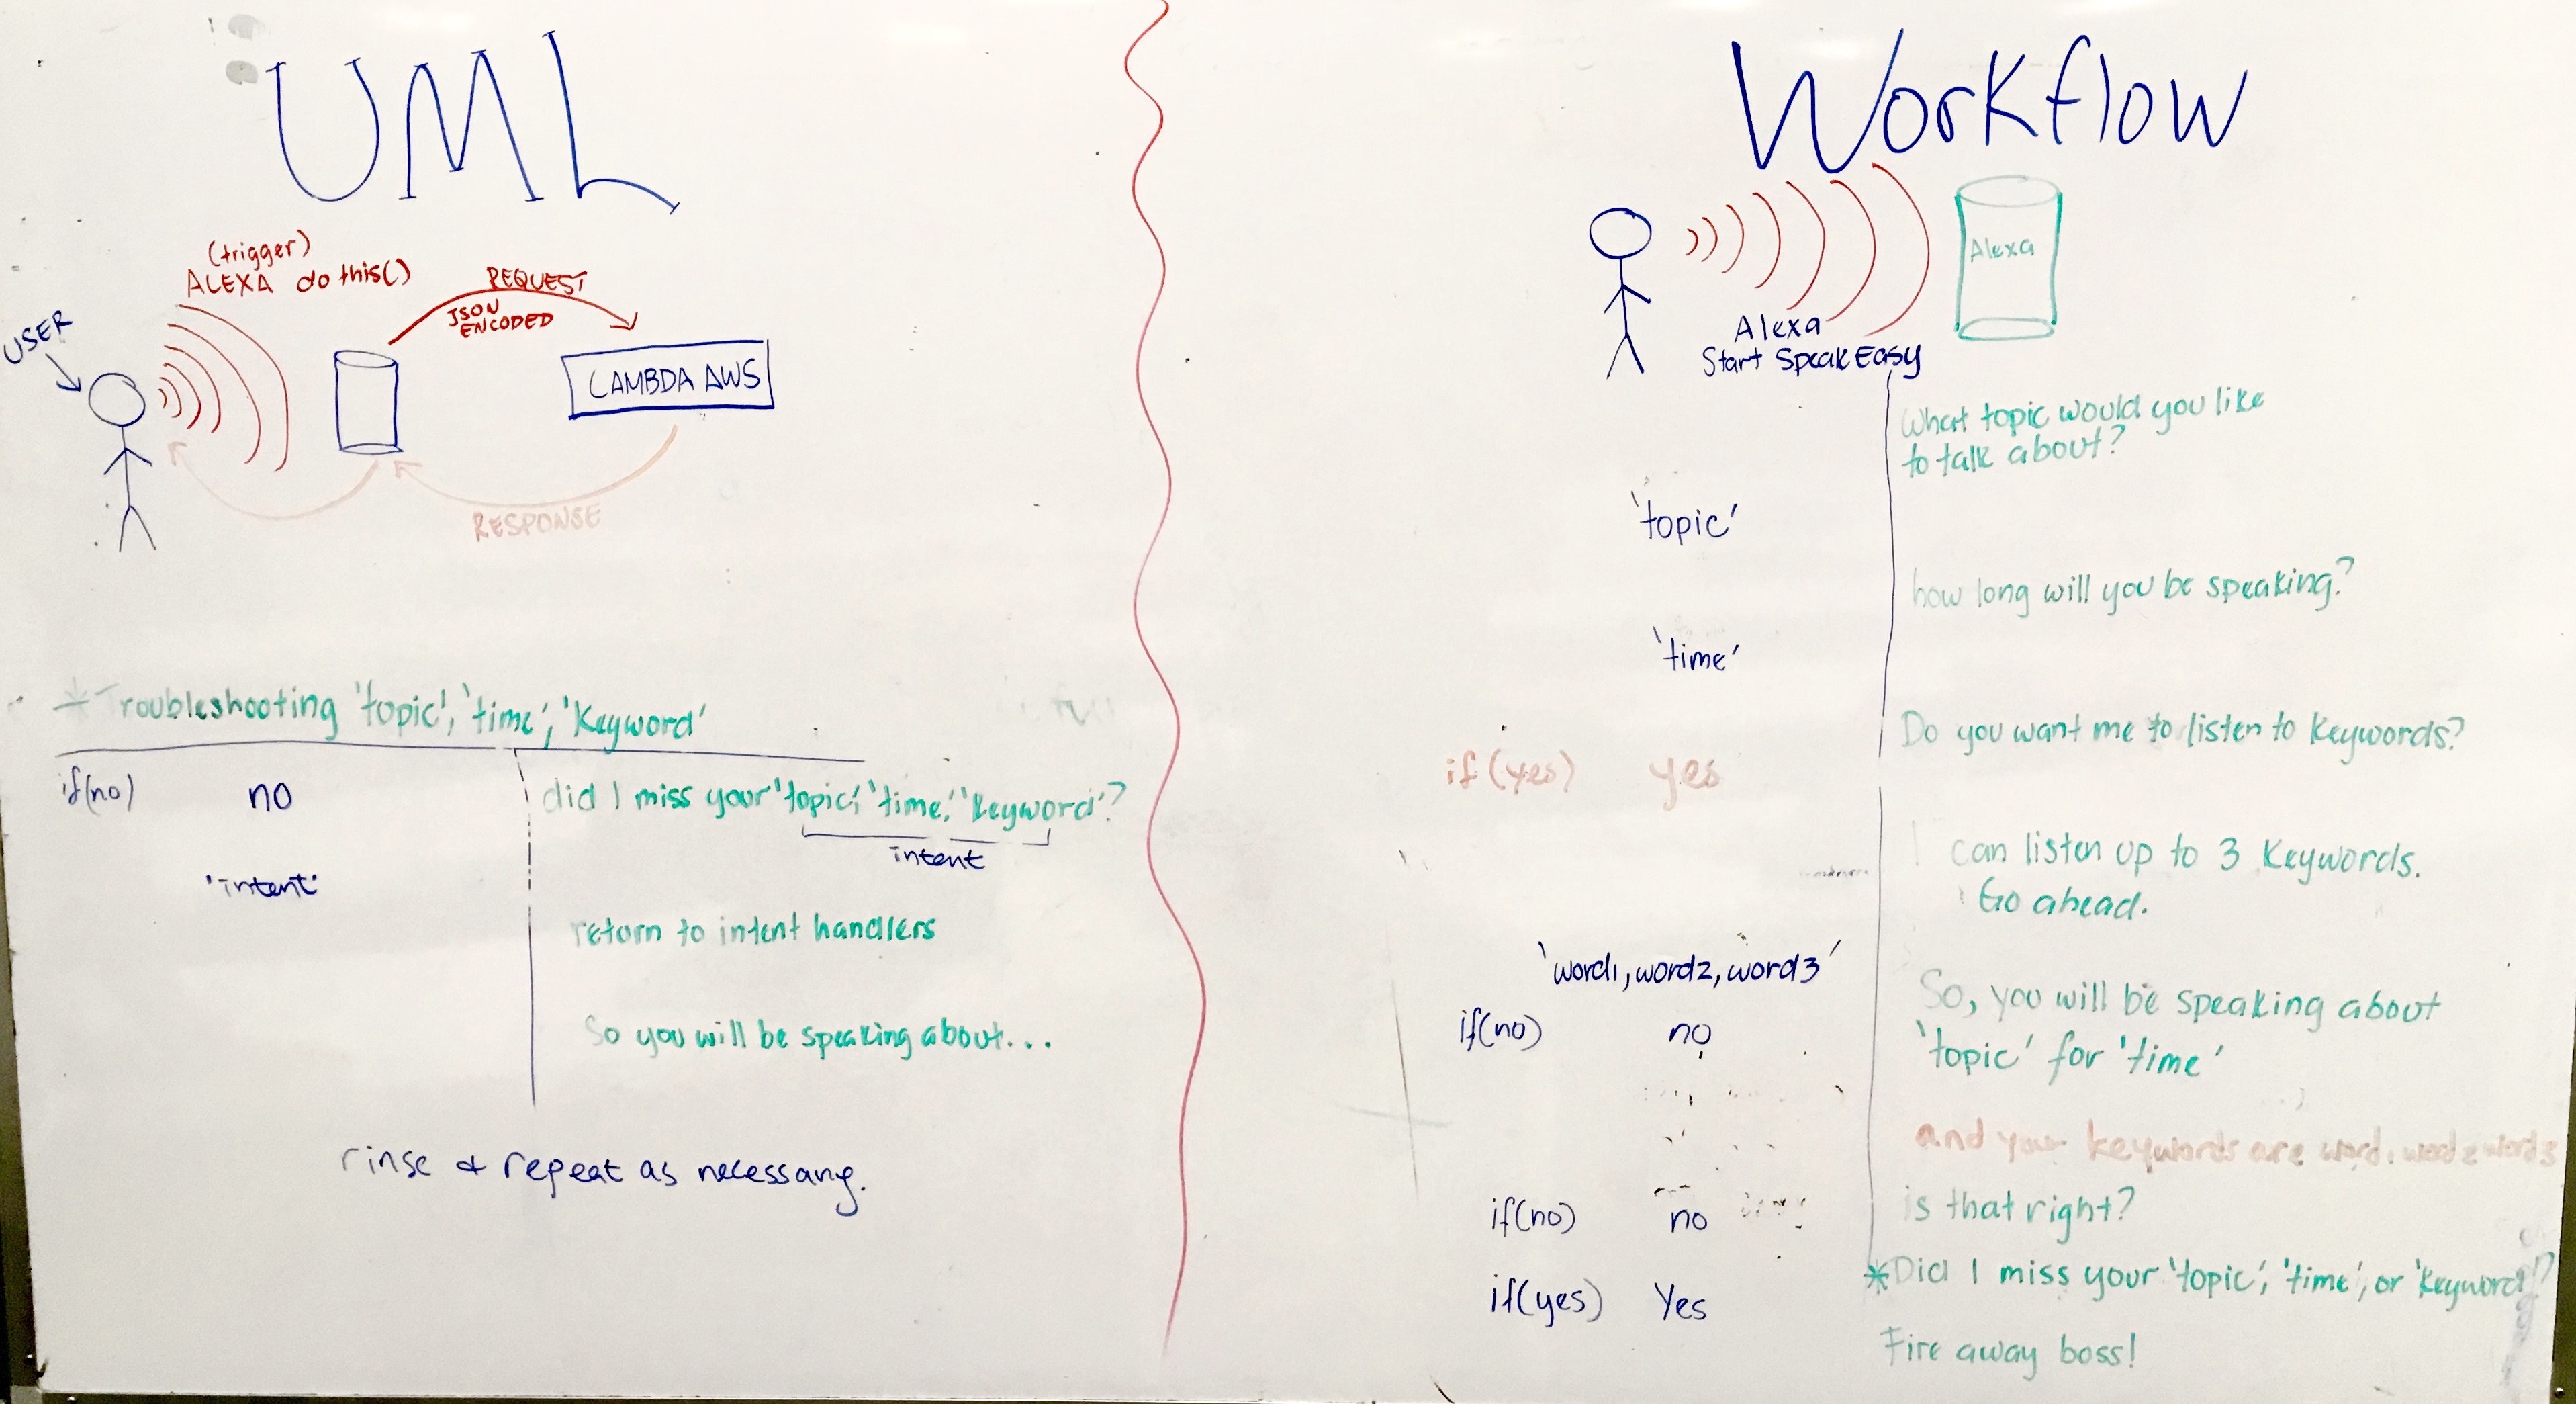 UML
(trigger)
ALEXA do this()
REQUEST
JSON
ENCODED
USER
LAMBDA AWS
RESPONSE
* Troubleshooting 'topic', 'time', 'Keyword'
if(no) no did I miss your 'topic', 'time,' 'Keyword'?
intent
'intent'
return to intent handlers
So you will be speaking about...
rinse & repeat as necessary.
Workflow
Alexa
Alexa
Start SpeakEasy
What topic would you like
to talk about?
'topic'
how long will you be speaking?
'time'
Do you want me to listen to Keywords?
if (yes) yes
I can listen up to 3 Keywords.
Go ahead.
'word1, word2, word3'
if(no) no
So, you will be speaking about
'topic' for 'time'
and your keywords are word1 word2 word3
is that right?
if(no) no
*Did I miss your 'topic', 'time', or 'Keyword'?
if(yes) Yes
Fire away boss!